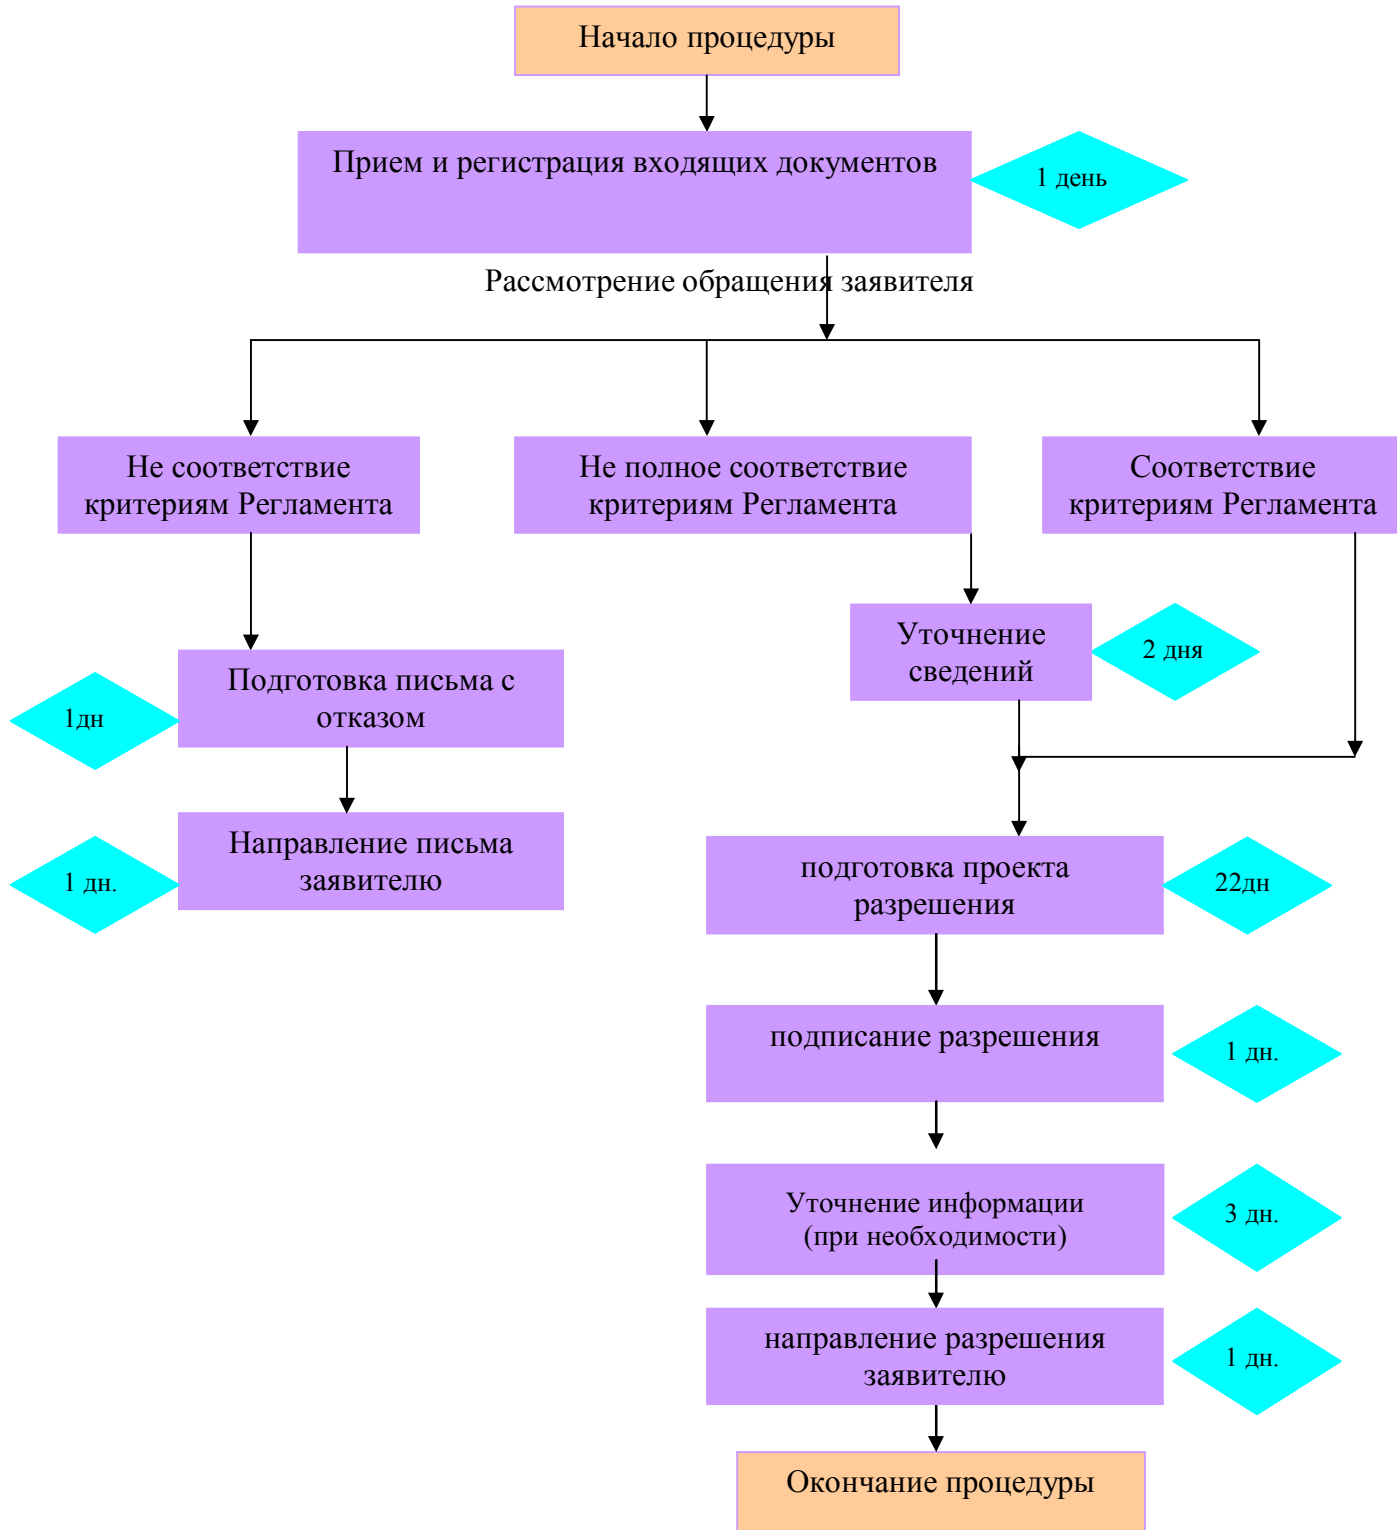 Начало процедуры
Прием и регистрация входящих документов
1 день
Рассмотрение обращения заявителя
Не соответствие
критериям Регламента
Не полное соответствие
критериям Регламента
Соответствие
критериям Регламента
Уточнение
сведений
2 дня
Подготовка письма с
отказом
1дн
Направление письма
заявителю
1 дн.
подготовка проекта
разрешения
22дн
подписание разрешения
1 дн.
Уточнение информации
(при необходимости)
3 дн.
направление разрешения
заявителю
1 дн.
Окончание процедуры